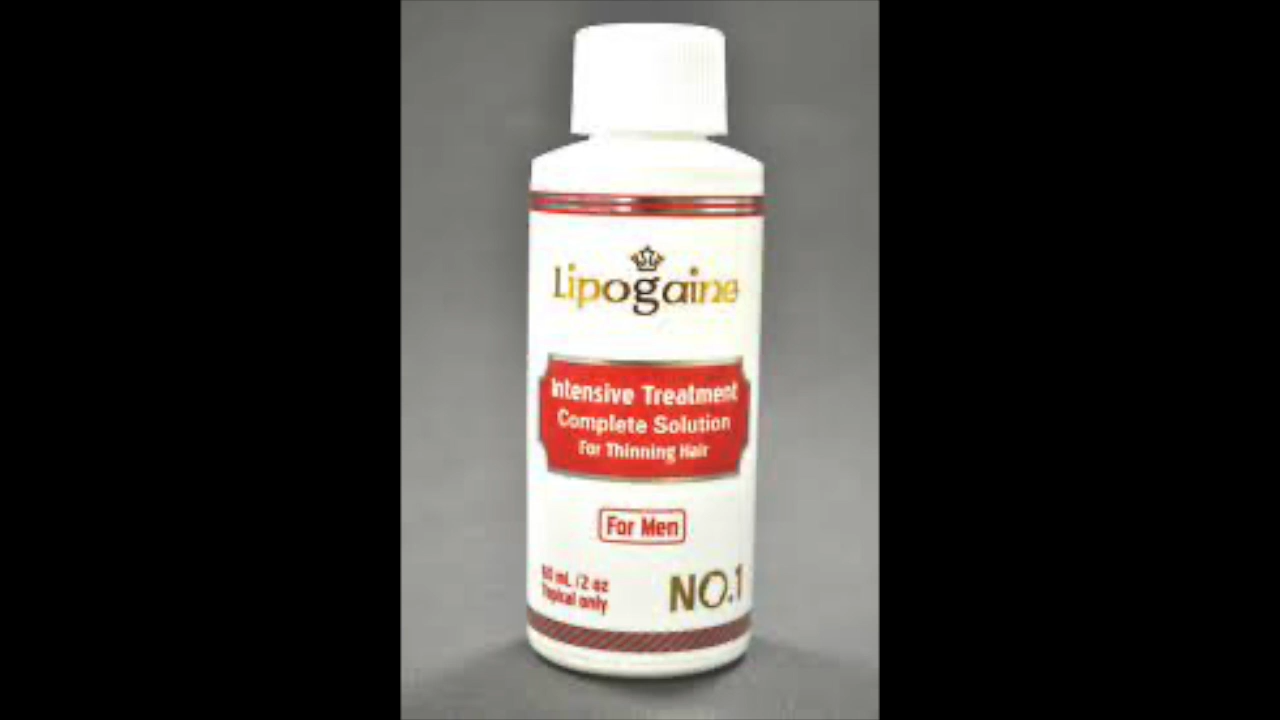 Lipogaine
Intensive Treatment
Complete Solution
For Thinning Hair
For Men
60 mL /2 oz
Topical only
NO.1